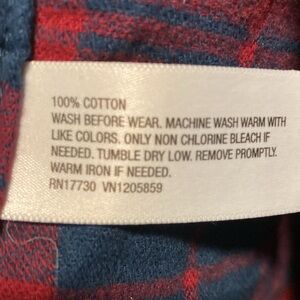 100% COTTON
WASH BEFORE WEAR. MACHINE WASH WARM WITH
LIKE COLORS. ONLY NON CHLORINE BLEACH IF
NEEDED. TUMBLE DRY LOW. REMOVE PROMPTLY.
WARM IRON IF NEEDED.
RN17730 VN1205859